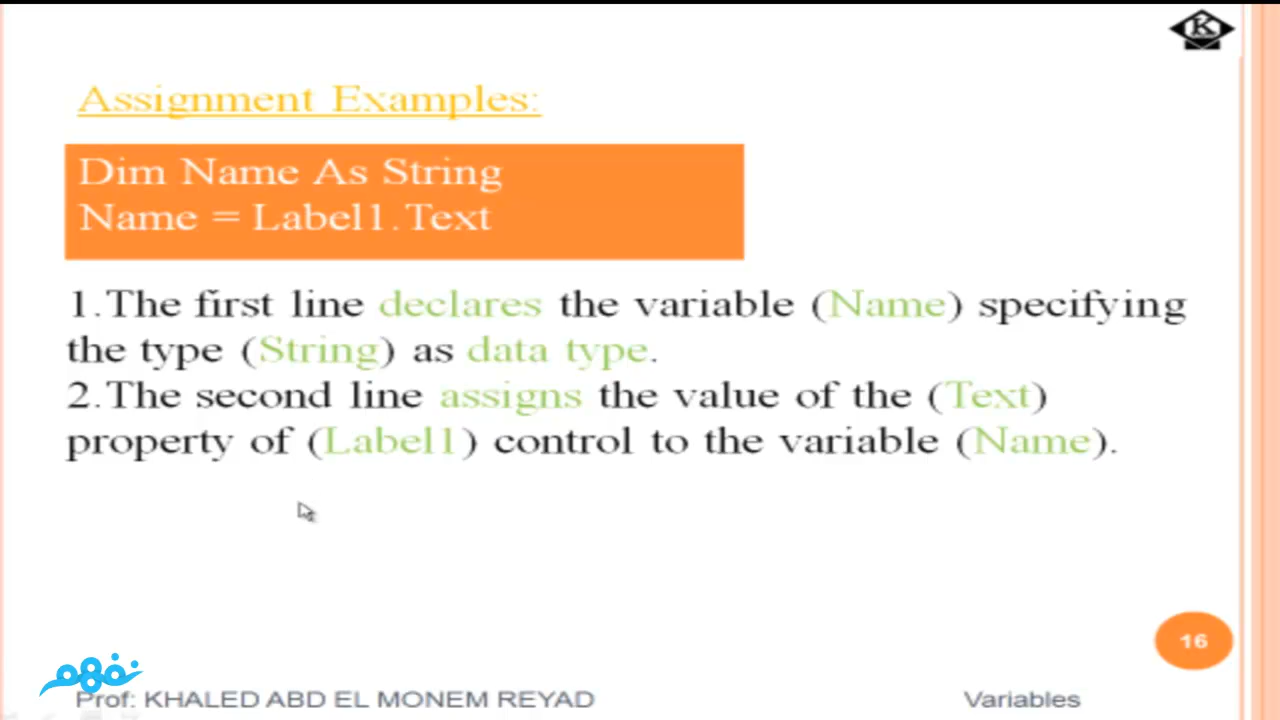 K
Assignment Examples:
Dim Name As String
Name = Label1.Text
1.The first line declares the variable (Name) specifying
the type (String) as data type.
2.The second line assigns the value of the (Text)
property of (Label1) control to the variable (Name).
16
نفهم
Prof: KHALED ABD EL MONEM REYAD
Variables